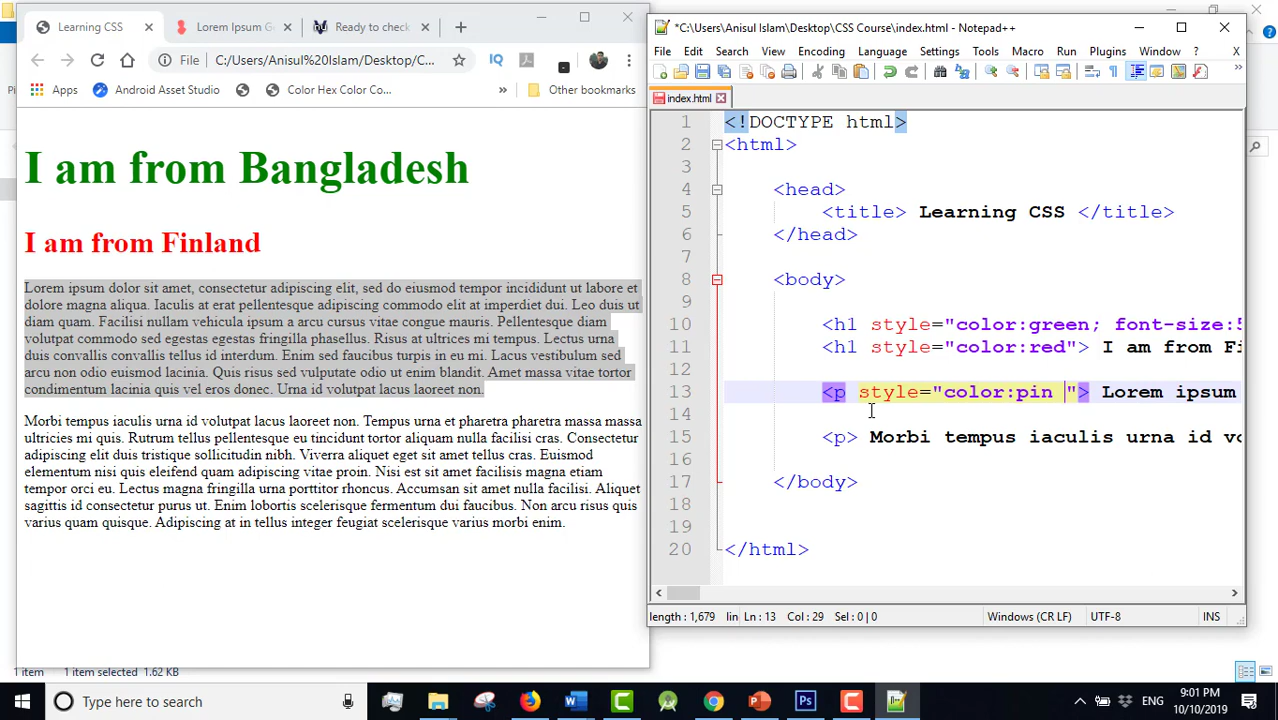 Learning CSS
Lorem Ipsum G
Ready to check
File
C:/Users/Anisul%20Islam/Desktop/C...
Apps
Android Asset Studio
Color Hex Color Co...
»
Other bookmarks
I am from Bangladesh
I am from Finland
Lorem ipsum dolor sit amet, consectetur adipiscing elit, sed do eiusmod tempor incididunt ut labore et
dolore magna aliqua. Iaculis at erat pellentesque adipiscing commodo elit at imperdiet dui. Leo duis ut
diam quam. Facilisi nullam vehicula ipsum a arcu cursus vitae congue mauris. Pellentesque diam
volutpat commodo sed egestas egestas fringilla phasellus. Risus at ultrices mi tempus. Lectus urna
duis convallis convallis tellus id interdum. Enim sed faucibus turpis in eu mi. Lacus vestibulum sed
arcu non odio euismod lacinia. Quis risus sed vulputate odio ut enim blandit. Amet massa vitae tortor
condimentum lacinia quis vel eros donec. Urna id volutpat lacus laoreet non.
Morbi tempus iaculis urna id volutpat lacus laoreet non. Tempus urna et pharetra pharetra massa massa
ultricies mi quis. Rutrum tellus pellentesque eu tincidunt tortor aliquam nulla facilisi cras. Consectetur
adipiscing elit duis tristique sollicitudin nibh. Viverra aliquet eget sit amet tellus cras. Euismod
elementum nisi quis eleifend quam adipiscing vitae proin. Nisi est sit amet facilisis magna etiam
tempor orci eu. Lectus magna fringilla urna porttitor rhoncus. Accumsan sit amet nulla facilisi. Aliquet
sagittis id consectetur purus ut. Enim lobortis scelerisque fermentum dui faucibus. Non arcu risus quis
varius quam quisque. Adipiscing at in tellus integer feugiat scelerisque varius morbi enim.
*C:\Users\Anisul Islam\Desktop\CSS Course\index.html - Notepad++
File Edit Search View Encoding Language Settings Tools Macro Run Plugins Window ? X
index.html
1 <!DOCTYPE html>
2 <html>
3
4 <head>
5 <title> Learning CSS </title>
6 </head>
7
8 <body>
9
10 <h1 style="color:green; font-size:5
11 <h1 style="color:red"> I am from Fi
12
13 <p style="color:pin "> Lorem ipsum
14
15 <p> Morbi tempus iaculis urna id vo
16
17 </body>
18
19
20 </html>
length : 1,679 lin Ln : 13 Col : 29 Sel : 0 | 0 Windows (CR LF) UTF-8 INS
1 item 1 item selected 1.62 KB
Type here to search
ENG
9:01 PM
10/10/2019